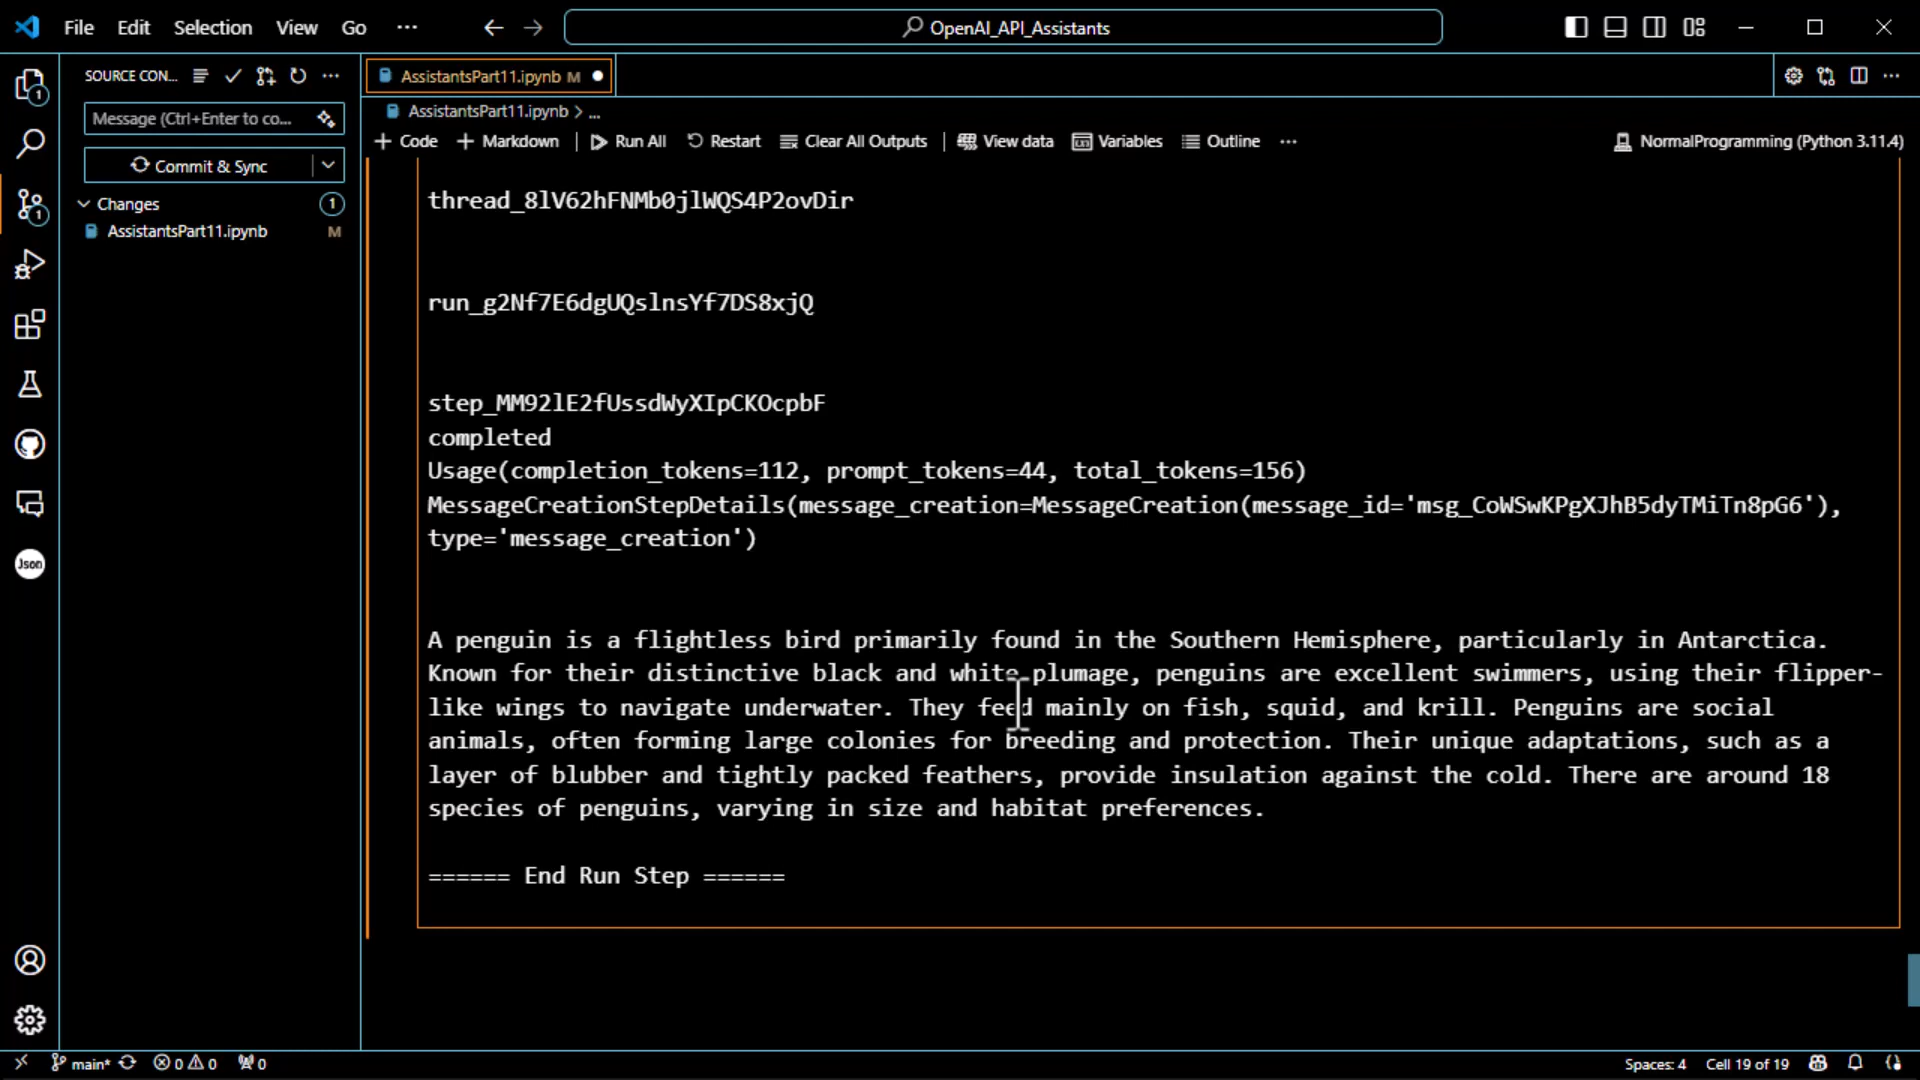 File Edit Selection View Go ··· OpenAI_API_Assistants
SOURCE CON... ···
AssistantsPart11.ipynb M
AssistantsPart11.ipynb > ...
Message (Ctrl+Enter to co...
Code Markdown Run All Restart Clear All Outputs View data Variables Outline ··· NormalProgramming (Python 3.11.4)
Commit & Sync
Changes 1
AssistantsPart11.ipynb M
1
1
Json
thread_8lV62hFNMb0jlWQS4P2ovDir
run_g2Nf7E6dgUQslnsYf7DS8xjQ
step_MM92lE2fUssdWyXIpCKOcpbF
completed
Usage(completion_tokens=112, prompt_tokens=44, total_tokens=156)
MessageCreationStepDetails(message_creation=MessageCreation(message_id='msg_CoWSwKPgXJhB5dyTMiTn8pG6'),
type='message_creation')
A penguin is a flightless bird primarily found in the Southern Hemisphere, particularly in Antarctica.
Known for their distinctive black and white plumage, penguins are excellent swimmers, using their flipper-
like wings to navigate underwater. They feed mainly on fish, squid, and krill. Penguins are social
animals, often forming large colonies for breeding and protection. Their unique adaptations, such as a
layer of blubber and tightly packed feathers, provide insulation against the cold. There are around 18
species of penguins, varying in size and habitat preferences.
====== End Run Step ======
main* 0 0 0 Spaces: 4 Cell 19 of 19